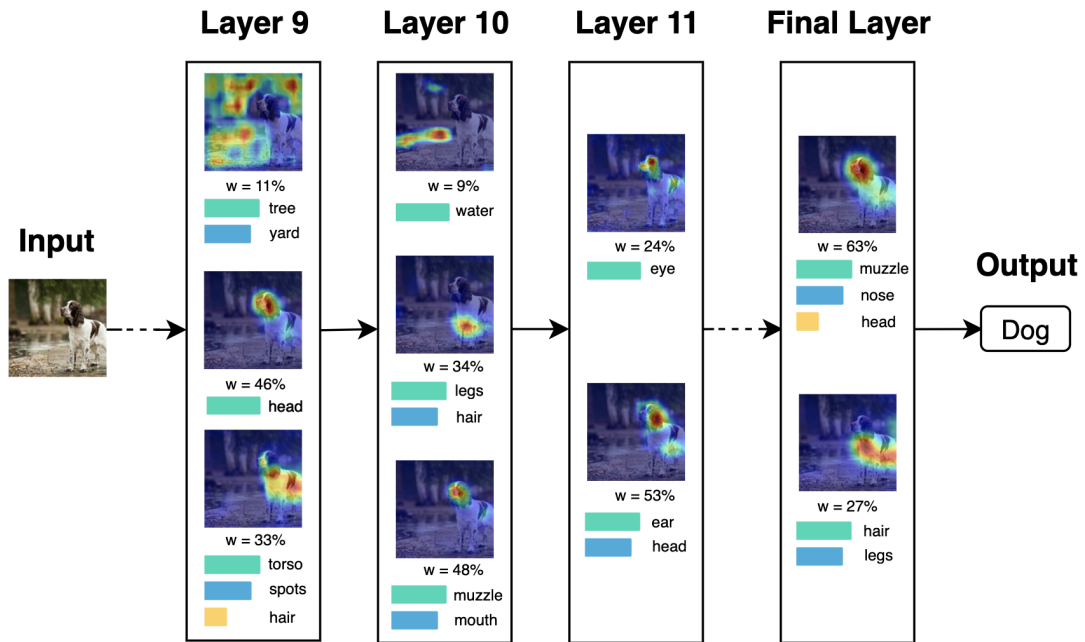 Layer 9
Layer 10
Layer 11
Final Layer
Input
w = 11%
tree
yard
w = 46%
head
w = 33%
torso
spots
hair
w = 9%
water
w = 34%
legs
hair
w = 48%
muzzle
mouth
w = 24%
eye
w = 53%
ear
head
w = 63%
muzzle
nose
head
w = 27%
hair
legs
Output
Dog